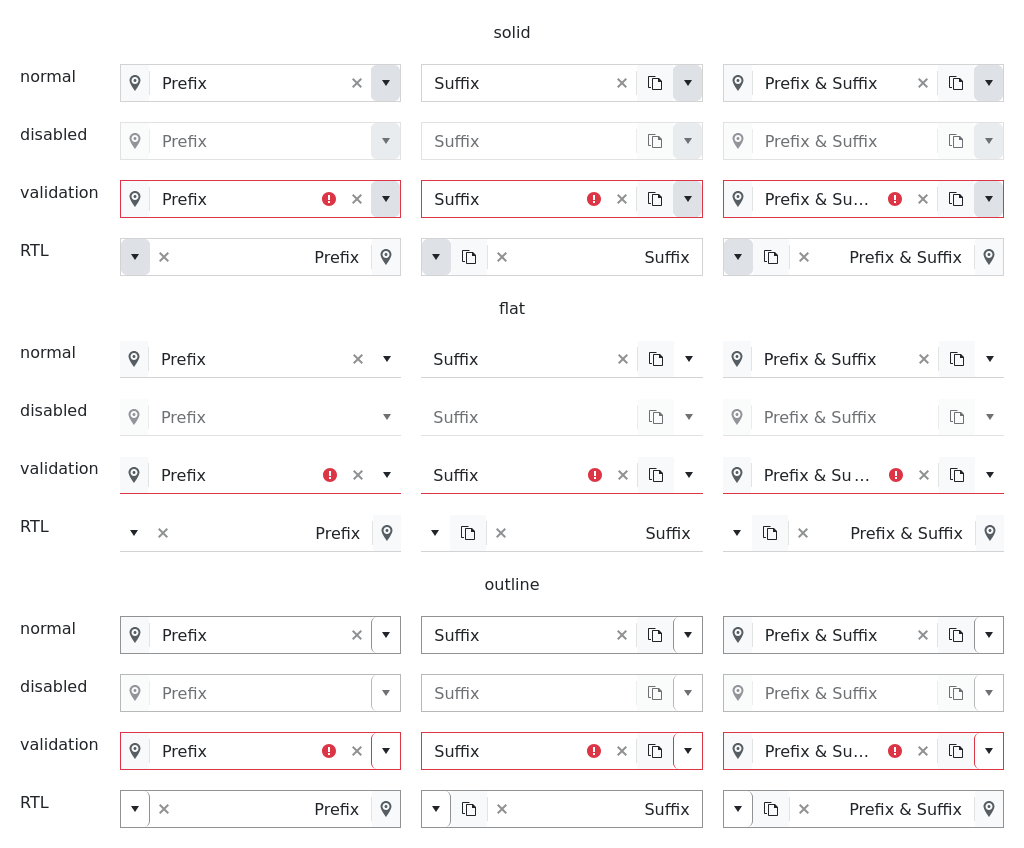 solid
normal Prefix Suffix Prefix & Suffix
disabled Prefix Suffix Prefix & Suffix
validation Prefix Suffix Prefix & Su...
RTL Prefix Suffix Prefix & Suffix
flat
normal Prefix Suffix Prefix & Suffix
disabled Prefix Suffix Prefix & Suffix
validation Prefix Suffix Prefix & Su...
RTL Prefix Suffix Prefix & Suffix
outline
normal Prefix Suffix Prefix & Suffix
disabled Prefix Suffix Prefix & Suffix
validation Prefix Suffix Prefix & Su...
RTL Prefix Suffix Prefix & Suffix